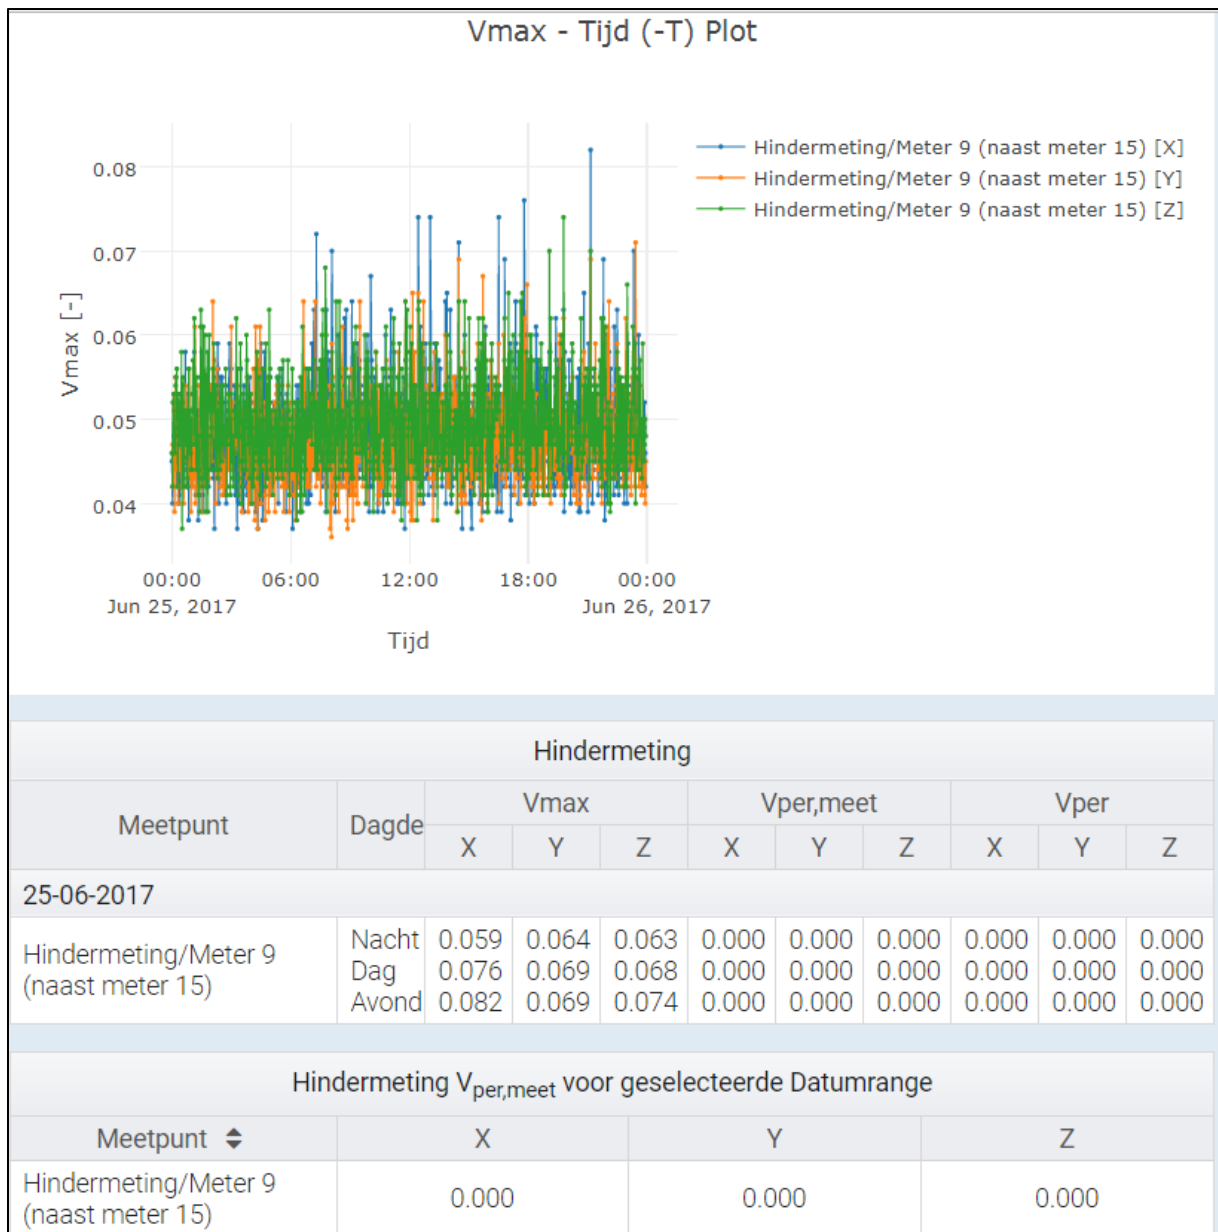 Vmax - Tijd (-T) Plot
Hindermeting/Meter 9 (naast meter 15) [X]
Hindermeting/Meter 9 (naast meter 15) [Y]
Hindermeting/Meter 9 (naast meter 15) [Z]
Vmax [-]
0.08
0.07
0.06
0.05
0.04
00:00 06:00 12:00 18:00 00:00
Jun 25, 2017 Jun 26, 2017
Tijd
Hindermeting
Meetpunt Dagde Vmax Vper,meet Vper
X Y Z X Y Z X Y Z
25-06-2017
Hindermeting/Meter 9
(naast meter 15)
Nacht 0.059 0.064 0.063 0.000 0.000 0.000 0.000 0.000 0.000
Dag 0.076 0.069 0.068 0.000 0.000 0.000 0.000 0.000 0.000
Avond 0.082 0.069 0.074 0.000 0.000 0.000 0.000 0.000 0.000
Hindermeting Vper,meet voor geselecteerde Datumrange
Meetpunt X Y Z
Hindermeting/Meter 9
(naast meter 15)
0.000 0.000 0.000